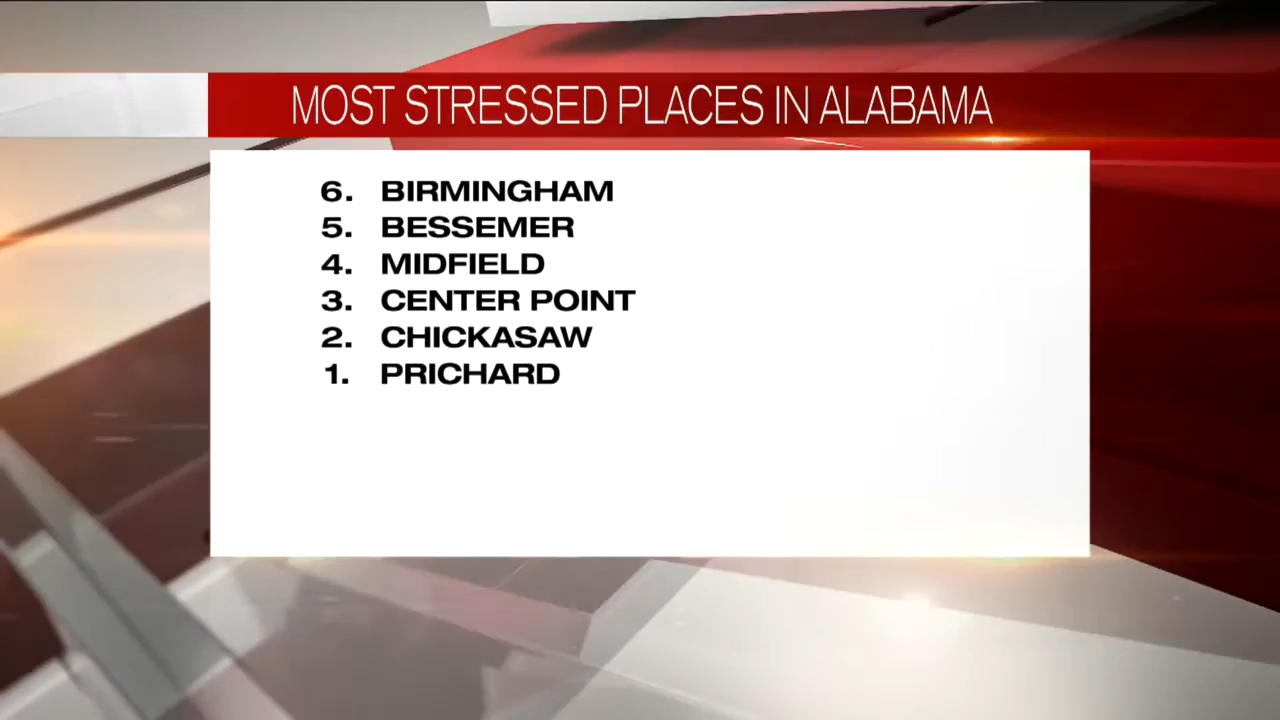 MOST STRESSED PLACES IN ALABAMA
6. BIRMINGHAM
5. BESSEMER
4. MIDFIELD
3. CENTER POINT
2. CHICKASAW
1. PRICHARD